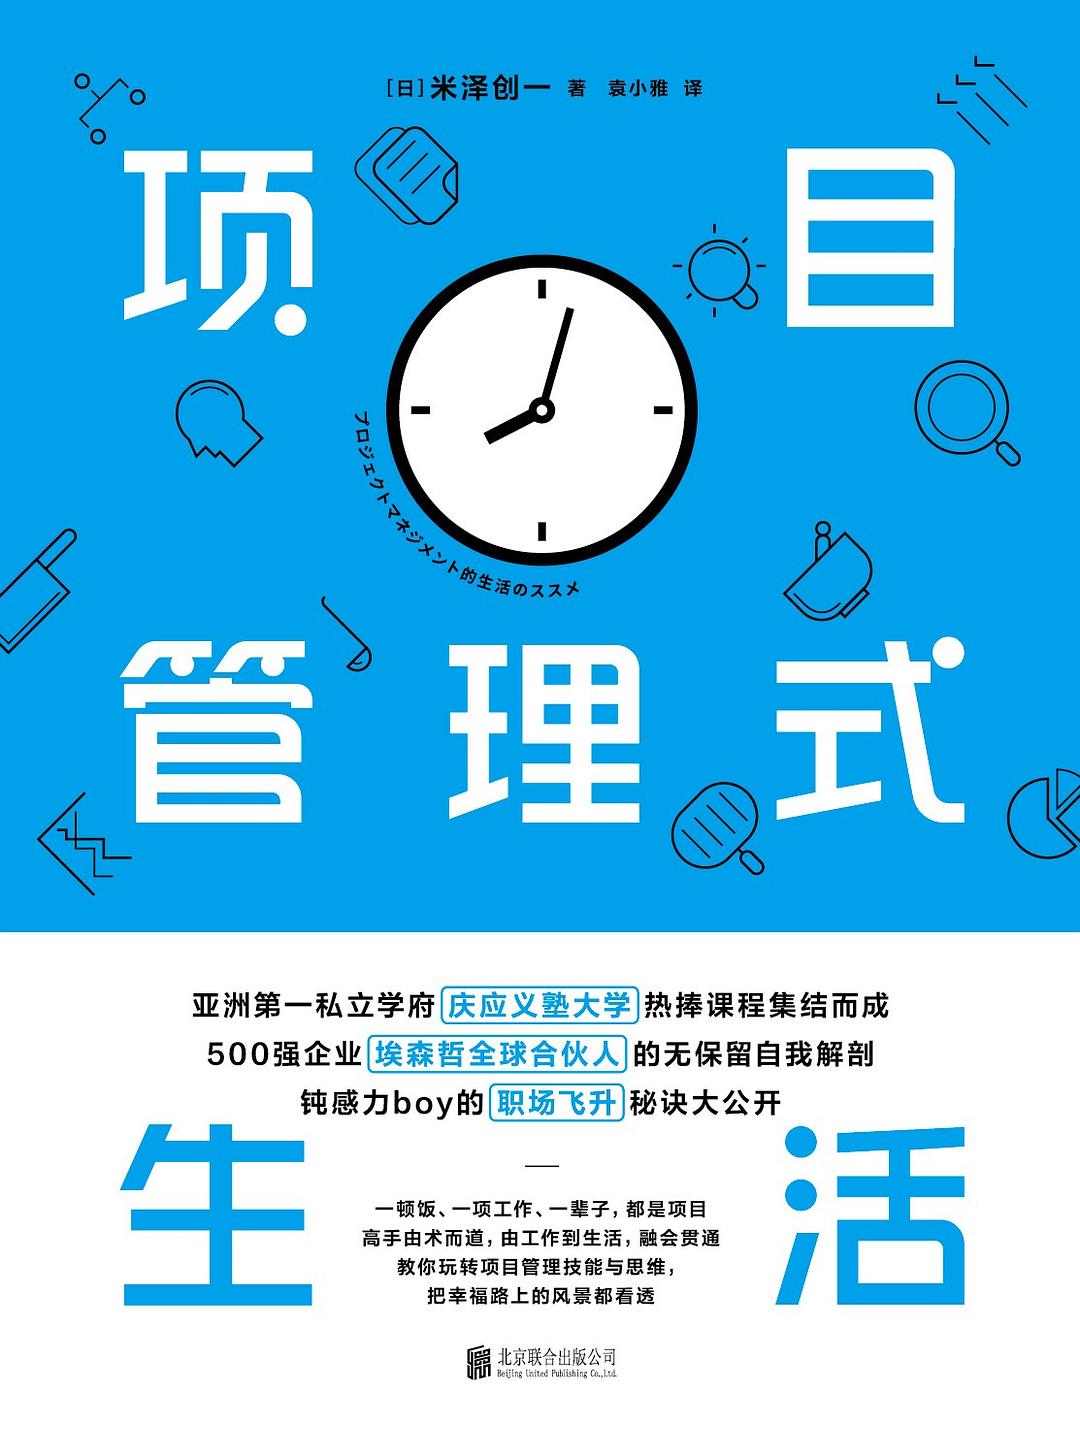 [日]米泽创一 著 袁小雅 译
项目
プロジェクトマネジメント的生活のススメ
管理式
亚洲第一私立学府庆应义塾大学热捧课程集结而成
500强企业埃森哲全球合伙人的无保留自我解剖
钝感力boy的职场飞升秘诀大公开
生活
一顿饭、一项工作、一辈子，都是项目
高手由术而道，由工作到生活，融会贯通
教你玩转项目管理技能与思维，
把幸福路上的风景都看透
北京联合出版公司
Beijing United Publishing Co.,Ltd.